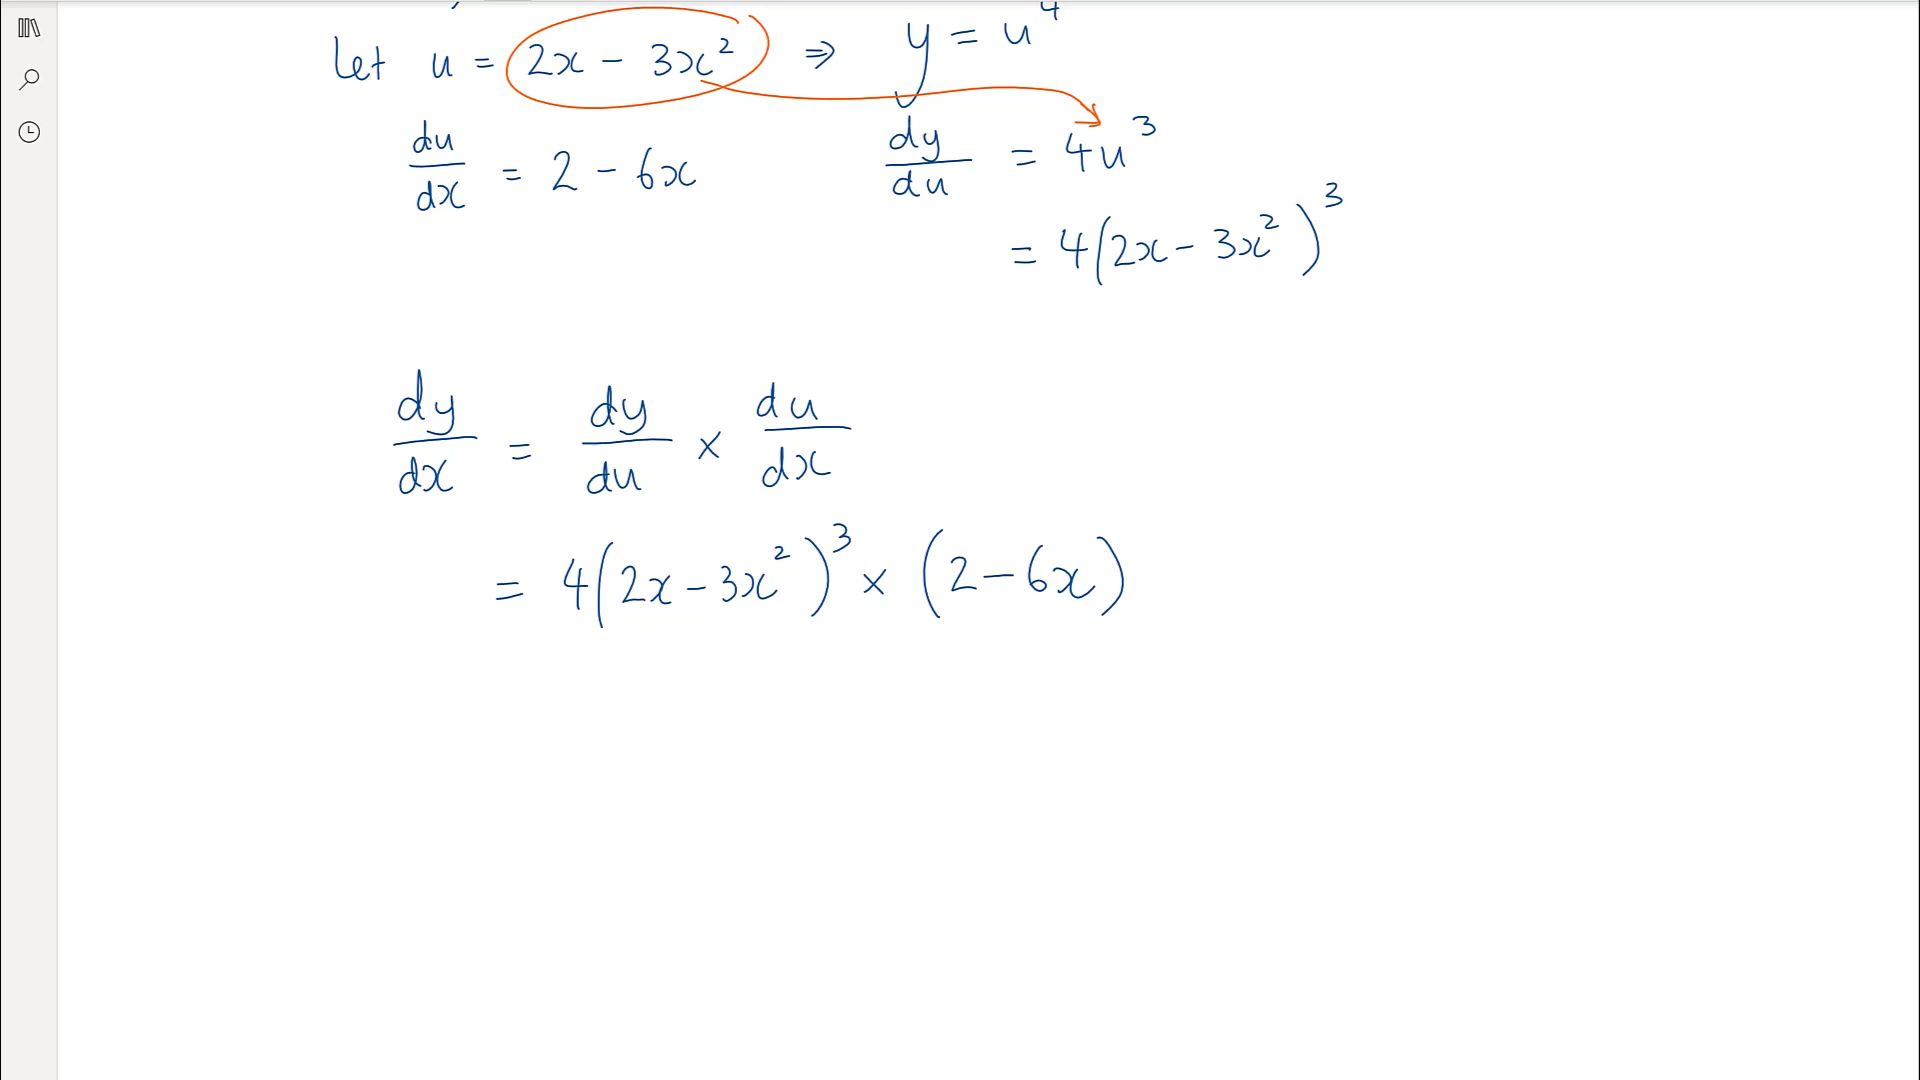 Let u = 2x - 3x² ⇒ y = u⁴
du/dx = 2 - 6x dy/du = 4u³
= 4(2x - 3x²)³
dy/dx = dy/du × du/dx
= 4(2x - 3x²)³ × (2 - 6x)